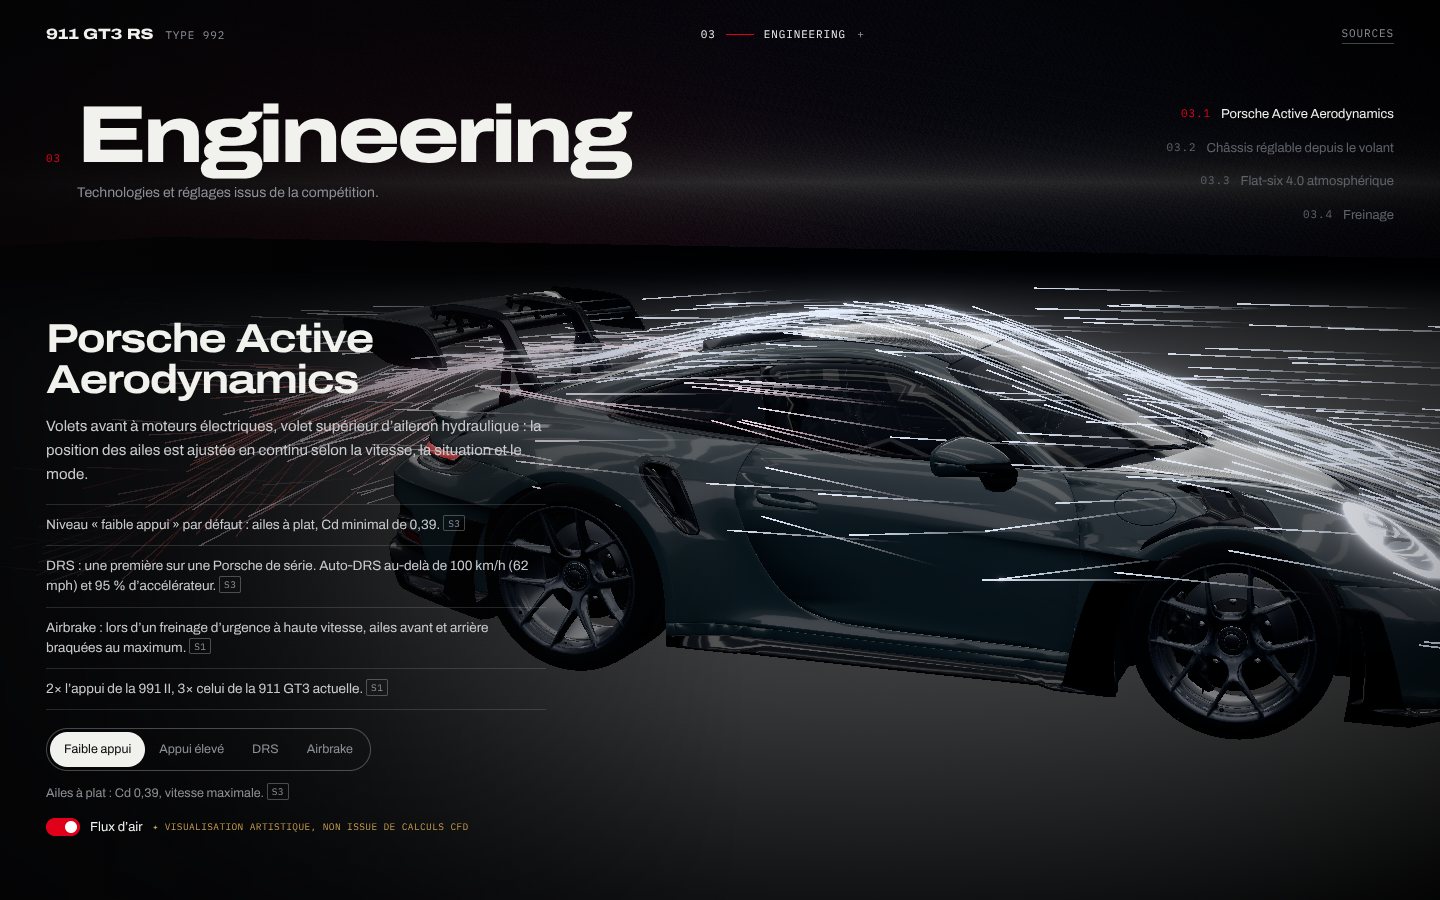 911 GT3 RS TYPE 992
03 ENGINEERING +
SOURCES
03 Engineering
Technologies et réglages issus de la compétition.
03.1 Porsche Active Aerodynamics
03.2 Châssis réglable depuis le volant
03.3 Flat-six 4.0 atmosphérique
03.4 Freinage
Porsche Active
Aerodynamics
Volets avant à moteurs électriques, volet supérieur d’aileron hydraulique : la
position des ailes est ajustée en continu selon la vitesse, la situation et le
mode.
Niveau « faible appui » par défaut : ailes à plat, Cd minimal de 0,39. S3
DRS : une première sur une Porsche de série. Auto-DRS au-delà de 100 km/h (62
mph) et 95 % d’accélérateur. S3
Airbrake : lors d’un freinage d’urgence à haute vitesse, ailes avant et arrière
braquées au maximum. S1
2× l’appui de la 991 II, 3× celui de la 911 GT3 actuelle. S1
Faible appui Appui élevé DRS Airbrake
Ailes à plat : Cd 0,39, vitesse maximale. S3
Flux d’air ✦ VISUALISATION ARTISTIQUE, NON ISSUE DE CALCULS CFD